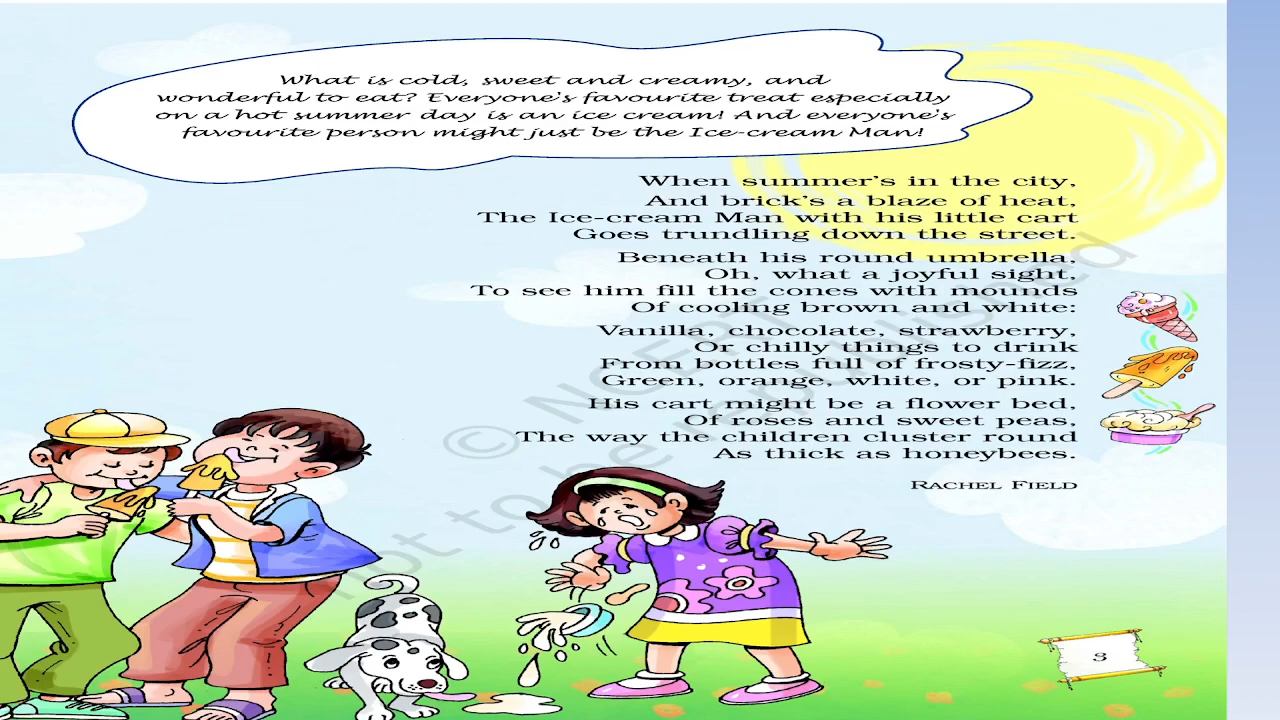 What is cold, sweet and creamy, and
wonderful to eat? Everyone's favourite treat especially
on a hot summer day is an ice cream! And everyone's
favourite person might just be the Ice-cream Man!
When summer's in the city,
And brick's a blaze of heat,
The Ice-cream Man with his little cart
Goes trundling down the street.
Beneath his round umbrella,
Oh, what a joyful sight,
To see him fill the cones with mounds
Of cooling brown and white:
Vanilla, chocolate, strawberry,
Or chilly things to drink
From bottles full of frosty-fizz,
Green, orange, white, or pink.
His cart might be a flower bed,
Of roses and sweet peas,
The way the children cluster round
As thick as honeybees.
RACHEL FIELD
© NCERT
not to be republished
3